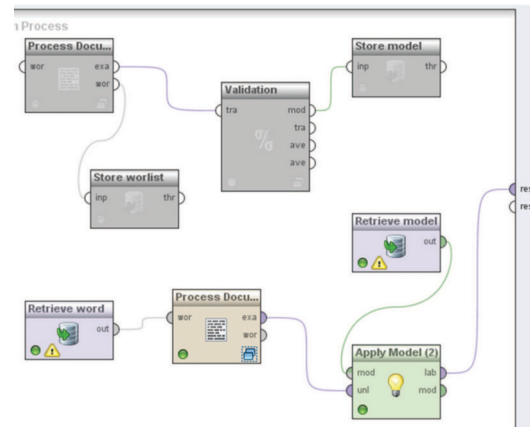 n Process
Process Docu...
wor exa
wor
Store model
inp thr
Validation
tra mod
tra
ave
ave
%
Store worlist
inp thr
res
res
Retrieve model
out
Retrieve word
out
Process Docu...
wor exa
wor
Apply Model (2)
mod lab
unl mod